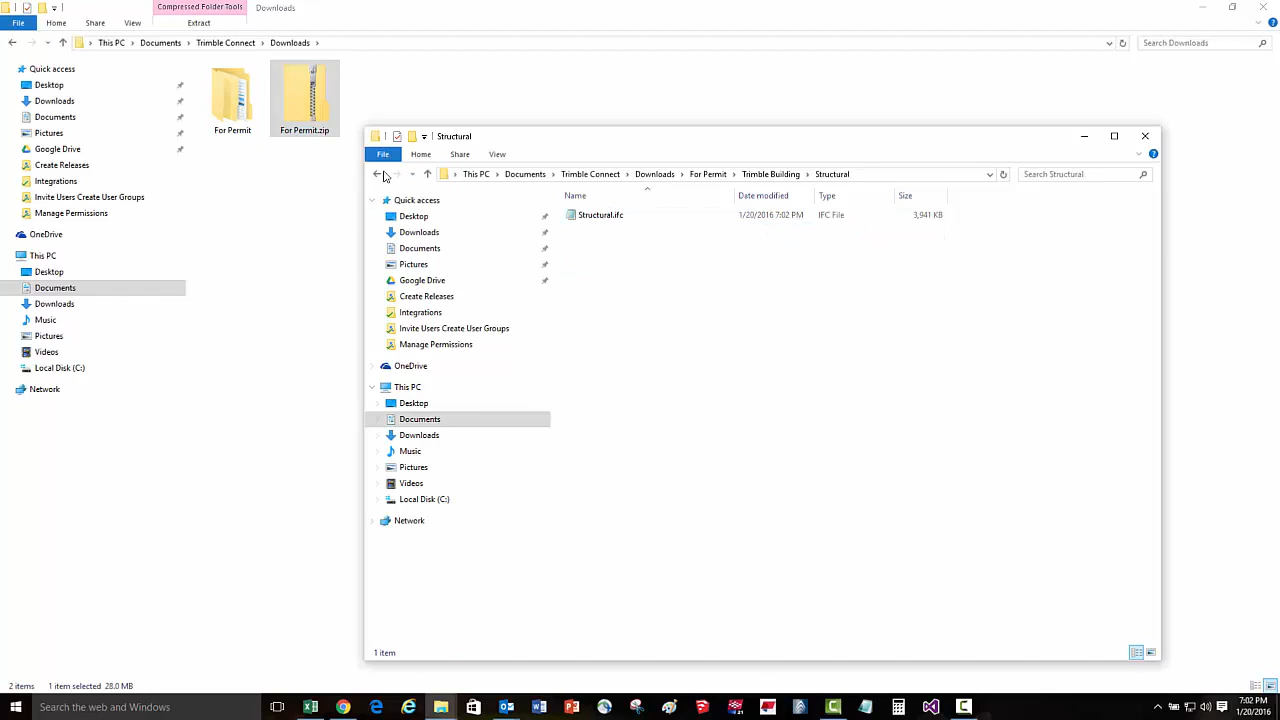 Compressed Folder Tools
Downloads
File
Home
Share
View
Extract
This PC
Documents
Trimble Connect
Downloads
Search Downloads
Quick access
Desktop
Downloads
Documents
Pictures
Google Drive
Create Releases
Integrations
Invite Users Create User Groups
Manage Permissions
OneDrive
This PC
Desktop
Documents
Downloads
Music
Pictures
Videos
Local Disk (C:)
Network
For Permit
For Permit.zip
Structural
File
Home
Share
View
This PC
Documents
Trimble Connect
Downloads
For Permit
Trimble Building
Structural
Search Structural
Name
Date modified
Type
Size
Structural.ifc
1/20/2016 7:02 PM
IFC File
3,941 KB
Quick access
Desktop
Downloads
Documents
Pictures
Google Drive
Create Releases
Integrations
Invite Users Create User Groups
Manage Permissions
OneDrive
This PC
Desktop
Documents
Downloads
Music
Pictures
Videos
Local Disk (C:)
Network
1 item
2 items
1 item selected 28.0 MB
Search the web and Windows
7:02 PM
1/20/2016